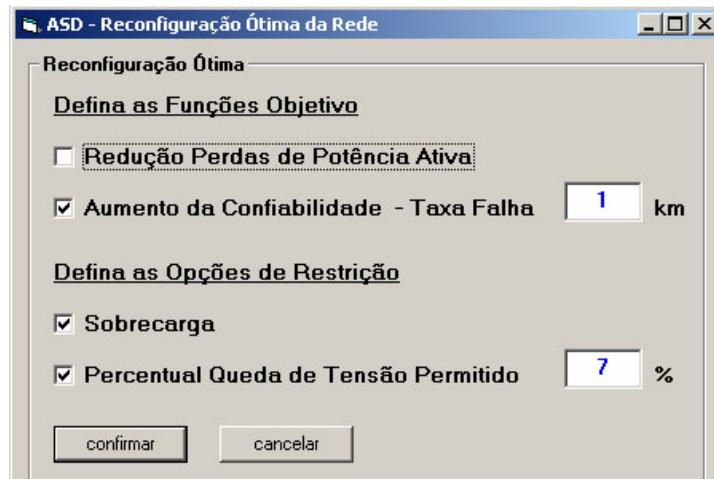 ASD - Reconfiguração Ótima da Rede
Reconfiguração Ótima
Defina as Funções Objetivo
Redução Perdas de Potência Ativa
Aumento da Confiabilidade - Taxa Falha 1 km
Defina as Opções de Restrição
Sobrecarga
Percentual Queda de Tensão Permitido 7 %
confirmar cancelar